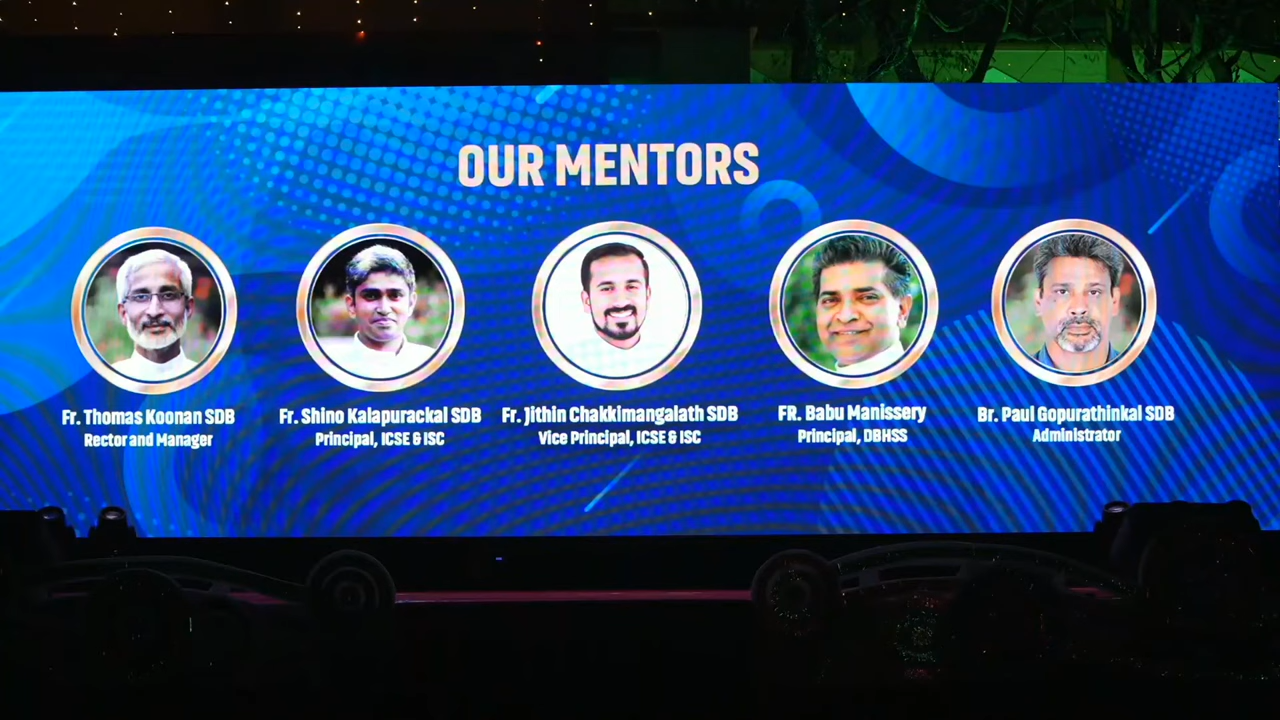 OUR MENTORS
Fr. Thomas Koonan SDB
Rector and Manager
Fr. Shino Kalapurackal SDB
Principal, ICSE & ISC
Fr. Jithin Chakkimangalath SDB
Vice Principal, ICSE & ISC
FR. Babu Manissery
Principal, DBHSS
Br. Paul Gopurathinkal SDB
Administrator